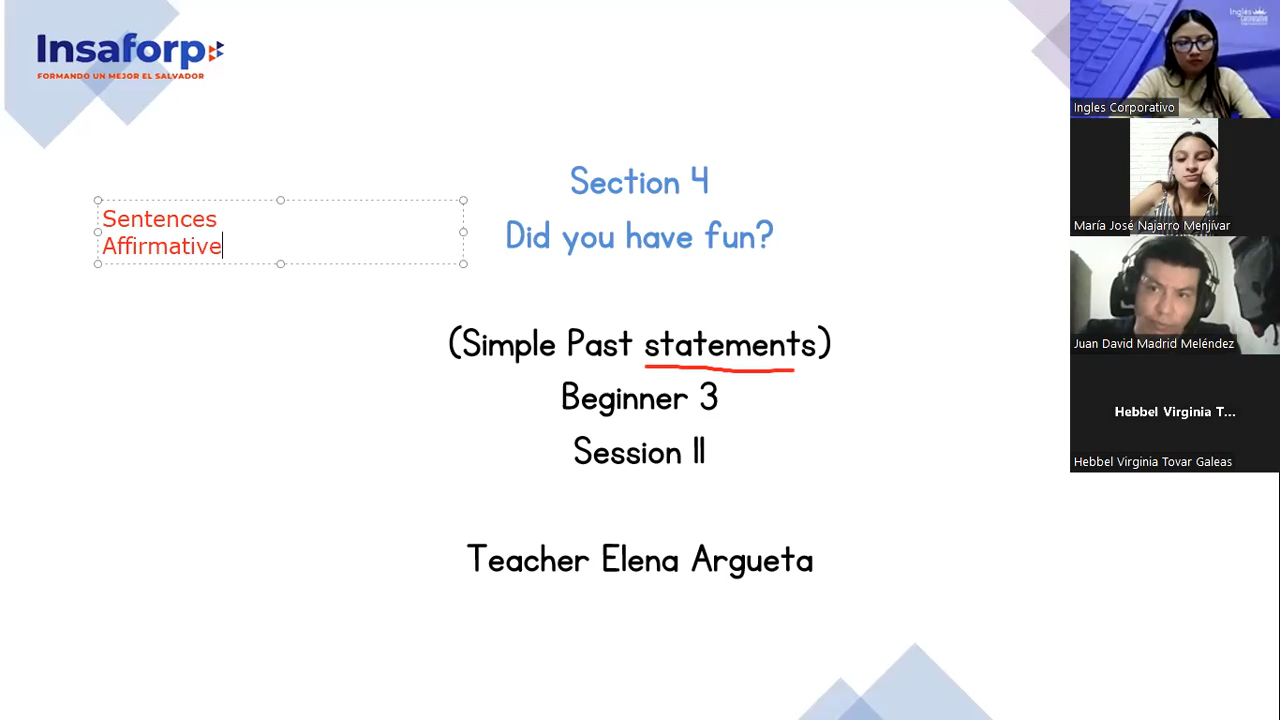 Insaforp
FORMANDO UN MEJOR EL SALVADOR
Sentences
Affirmative
Section 4
Did you have fun?
(Simple Past statements)
Beginner 3
Session 11
Teacher Elena Argueta
Inglés
Ingles Corporativo
María José Najarro Menjívar
Juan David Madrid Meléndez
Hebbel Virginia T...
Hebbel Virginia Tovar Galeas